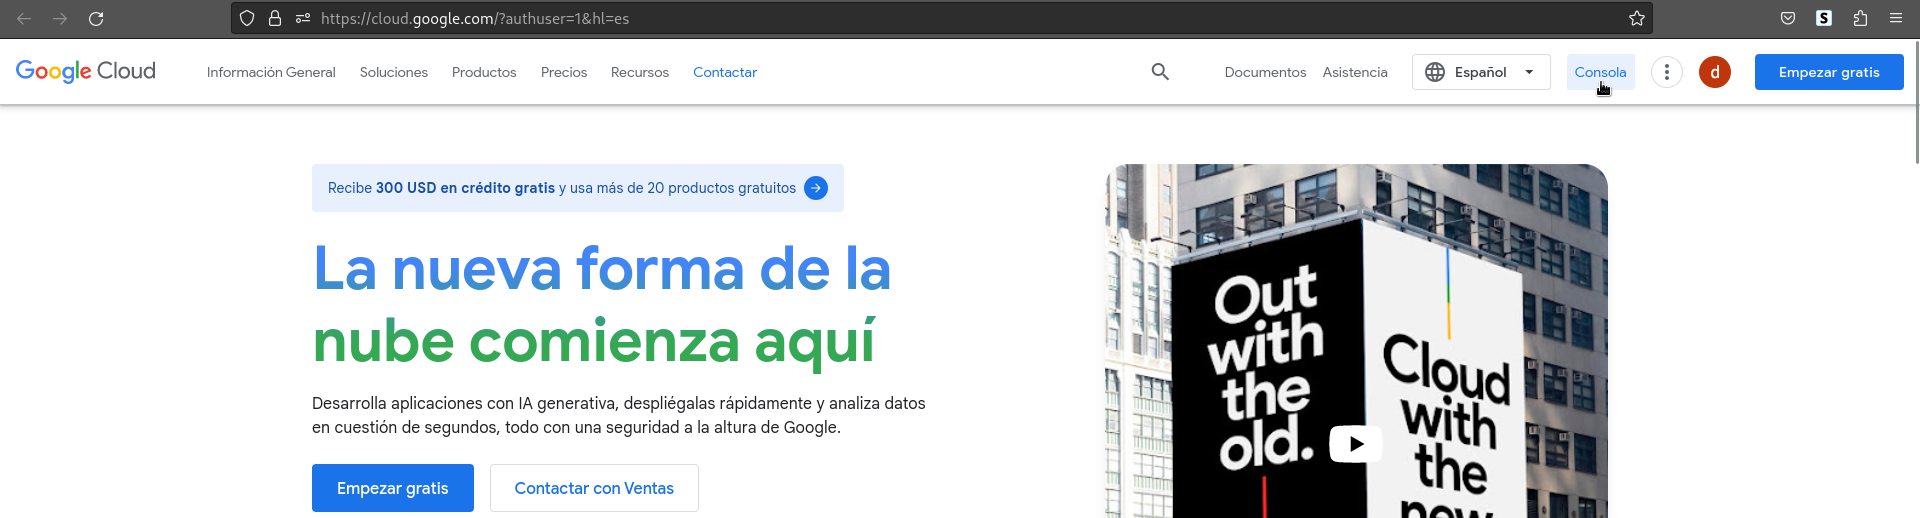 https://cloud.google.com/?authuser=1&hl=es
S
Google Cloud
Información General
Soluciones
Productos
Precios
Recursos
Contactar
Documentos
Asistencia
Español
Consola
d
Empezar gratis
Recibe 300 USD en crédito gratis y usa más de 20 productos gratuitos
La nueva forma de la
nube comienza aquí
Desarrolla aplicaciones con IA generativa, despliégalas rápidamente y analiza datos
en cuestión de segundos, todo con una seguridad a la altura de Google.
Empezar gratis
Contactar con Ventas
Out
with
the
old.
Cloud
with
the
new